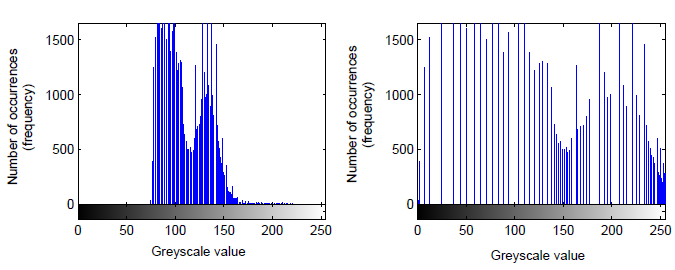 Number of occurrences
(frequency)
1500
1000
500
0
0 50 100 150 200 250
Greyscale value
Number of occurrences
(frequency)
1500
1000
500
0
0 50 100 150 200 250
Greyscale value